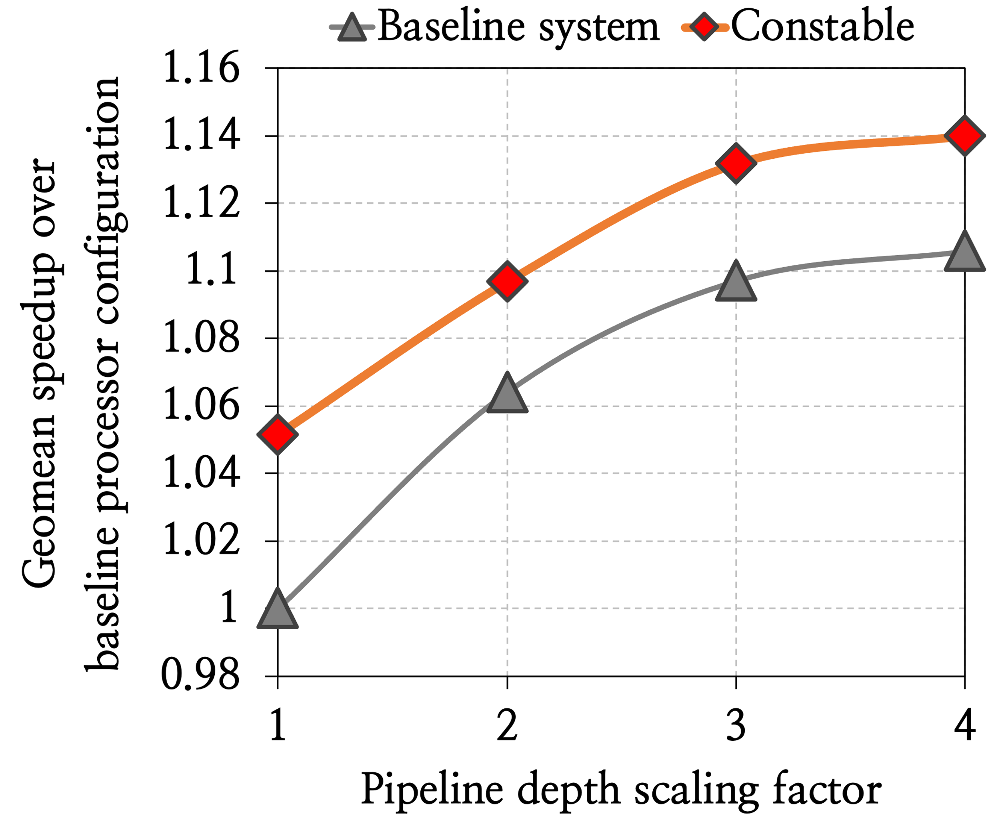 Baseline system Constable
Geomean speedup over
baseline processor configuration
1.16
1.14
1.12
1.1
1.08
1.06
1.04
1.02
1
0.98
1 2 3 4
Pipeline depth scaling factor